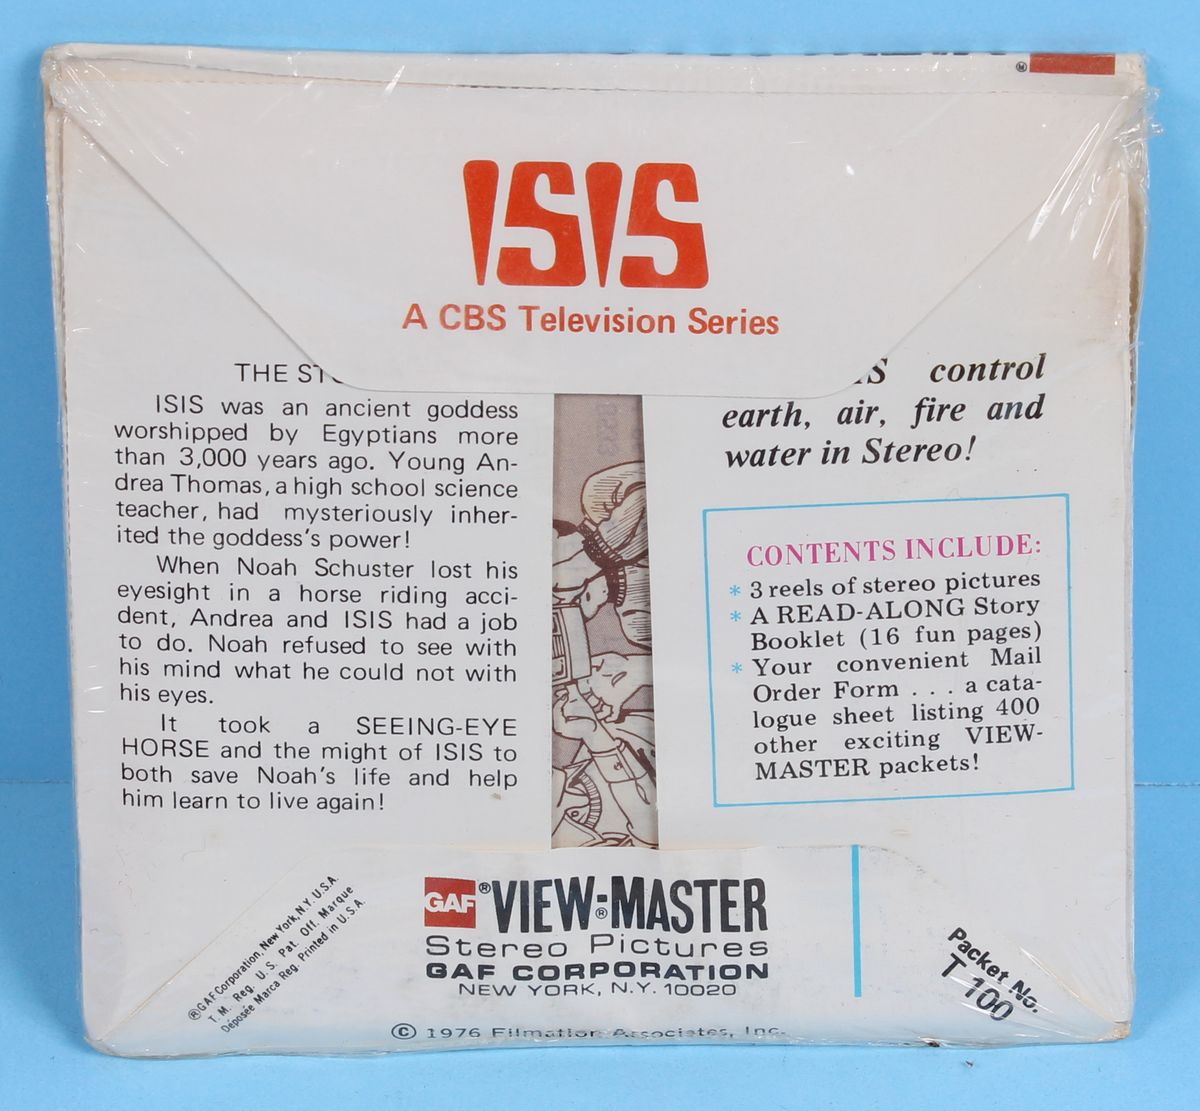 ®
ISIS
A CBS Television Series
THE
ISIS was an ancient goddess
worshipped by Egyptians more
than 3,000 years ago. Young An-
drea Thomas, a high school science
teacher, had mysteriously inher-
ited the goddess's power!
When Noah Schuster lost his
eyesight in a horse riding acci-
dent, Andrea and ISIS had a job
to do. Noah refused to see with
his mind what he could not with
his eyes.
It took a SEEING-EYE
HORSE and the might of ISIS to
both save Noah's life and help
him learn to live again!
control
earth, air, fire and
water in Stereo!
CONTENTS INCLUDE:
* 3 reels of stereo pictures
* A READ-ALONG Story
Booklet (16 fun pages)
* Your convenient Mail
Order Form . . . a cata-
logue sheet listing 400
other exciting VIEW-
MASTER packets!
®GAF Corporation, New York, N.Y. U.S.A.
T. M. Reg. U. S. Pat. Off. Marque
Déposée Marca Reg. Printed in U.S.A.
GAF® VIEW-MASTER®
Stereo Pictures
GAF CORPORATION
NEW YORK, N.Y. 10020
© 1976 Filmation Associates, Inc.
Packet No.
T 100